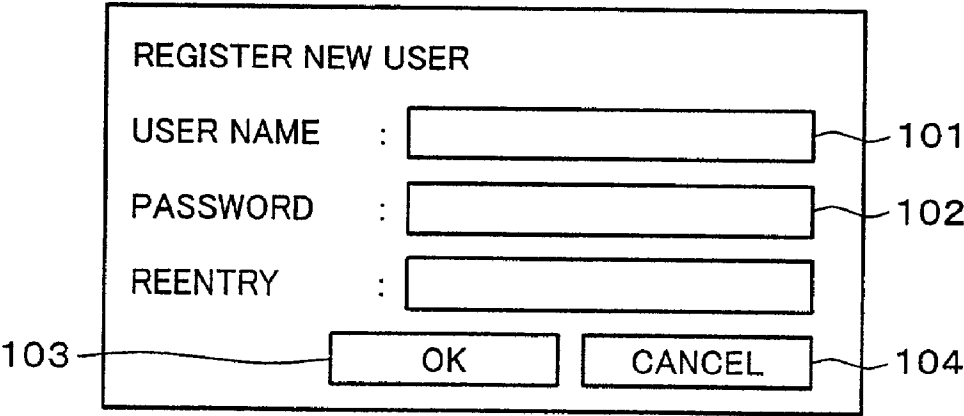 REGISTER NEW USER
USER NAME : 101
PASSWORD : 102
REENTRY :
103 OK CANCEL 104